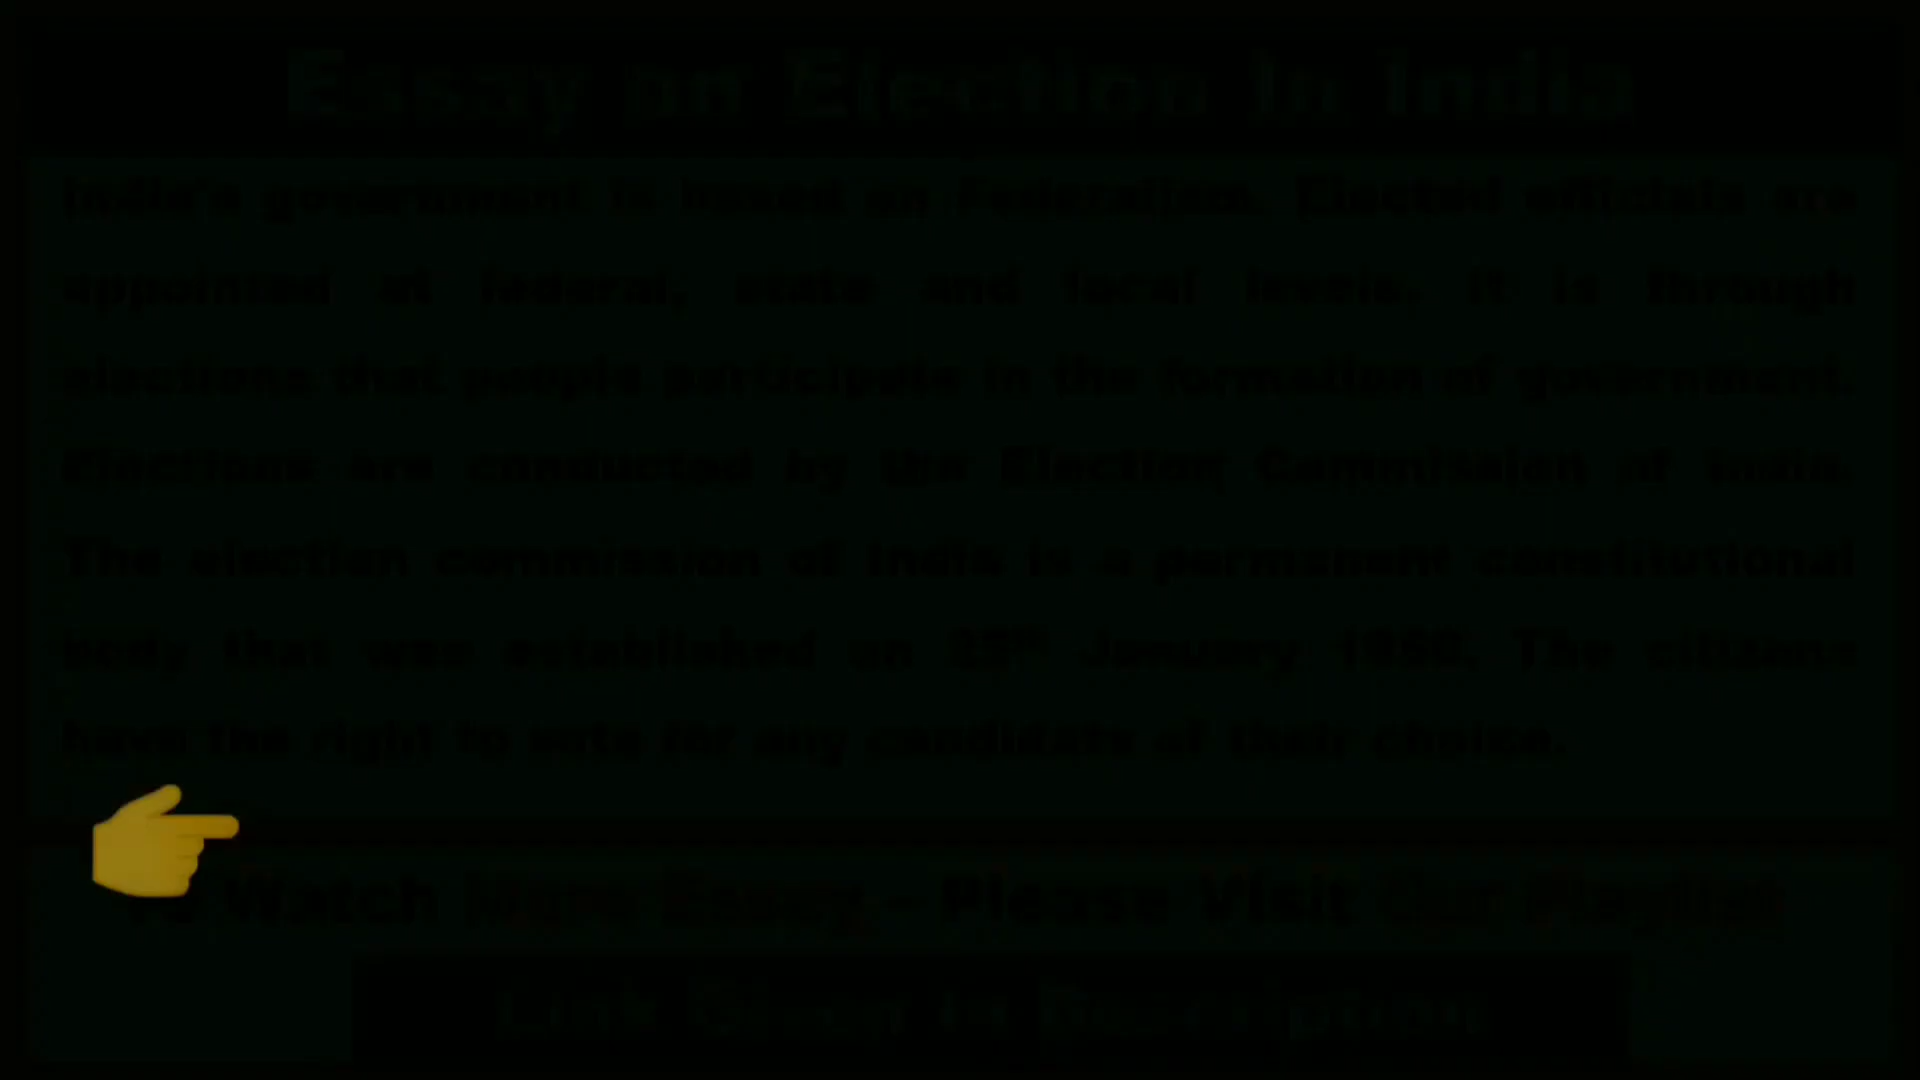 Essay on Election in India
India's government is based on Federalism. Elected officials are
appointed at federal, state and local levels. It is through
elections that people participate in the formation of government.
Elections are conducted by the Election Commission of India.
The election commission of India is a permanent constitutional
body that was established on 25th January 1950. The citizens
have the right to vote for any candidate of their choice.
To Watch More Essay - Please Visit Our Playlist
Link Given In Description